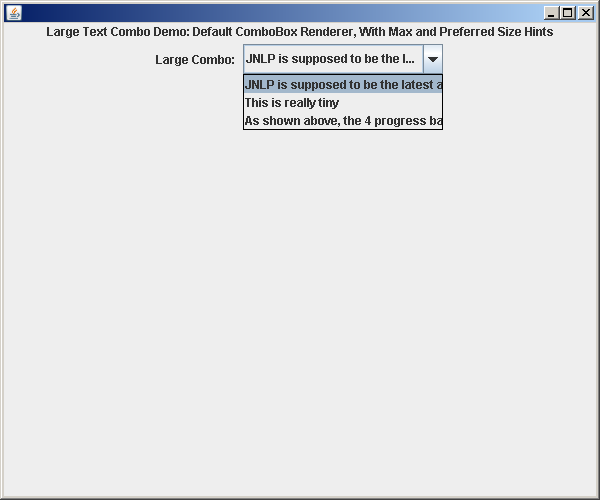 Large Text Combo Demo: Default ComboBox Renderer, With Max and Preferred Size Hints
Large Combo: JNLP is supposed to be the l...
JNLP is supposed to be the latest a
This is really tiny
As shown above, the 4 progress ba